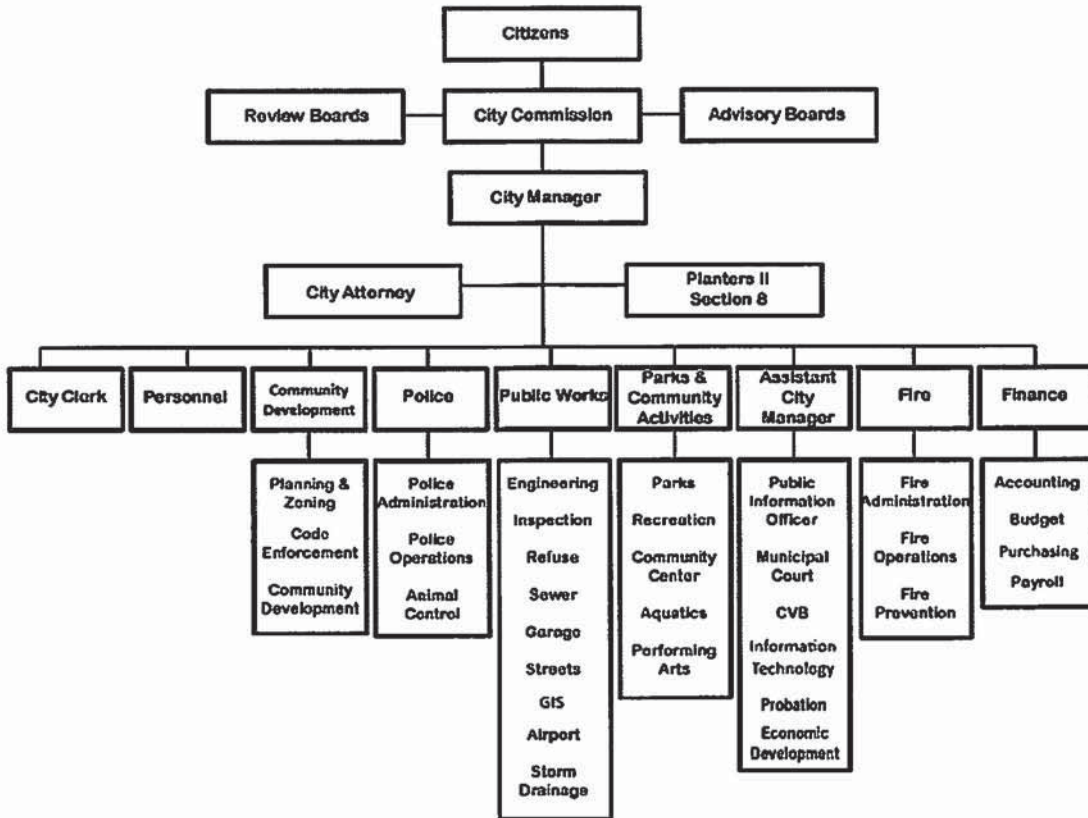 Citizens
Review Boards
City Commission
Advisory Boards
City Manager
City Attorney
Planters II
Section 8
City Clerk
Personnel
Community
Development
Police
Public Works
Parks &
Community
Activities
Assistant
City
Manager
Fire
Finance
Planning &
Zoning
Code
Enforcement
Community
Development
Police
Administration
Police
Operations
Animal
Control
Engineering
Inspection
Refuse
Sewer
Garage
Streets
GIS
Airport
Storm
Drainage
Parks
Recreation
Community
Center
Aquatics
Performing
Arts
Public
Information
Officer
Municipal
Court
CVB
Information
Technology
Probation
Economic
Development
Fire
Administration
Fire
Operations
Fire
Prevention
Accounting
Budget
Purchasing
Payroll